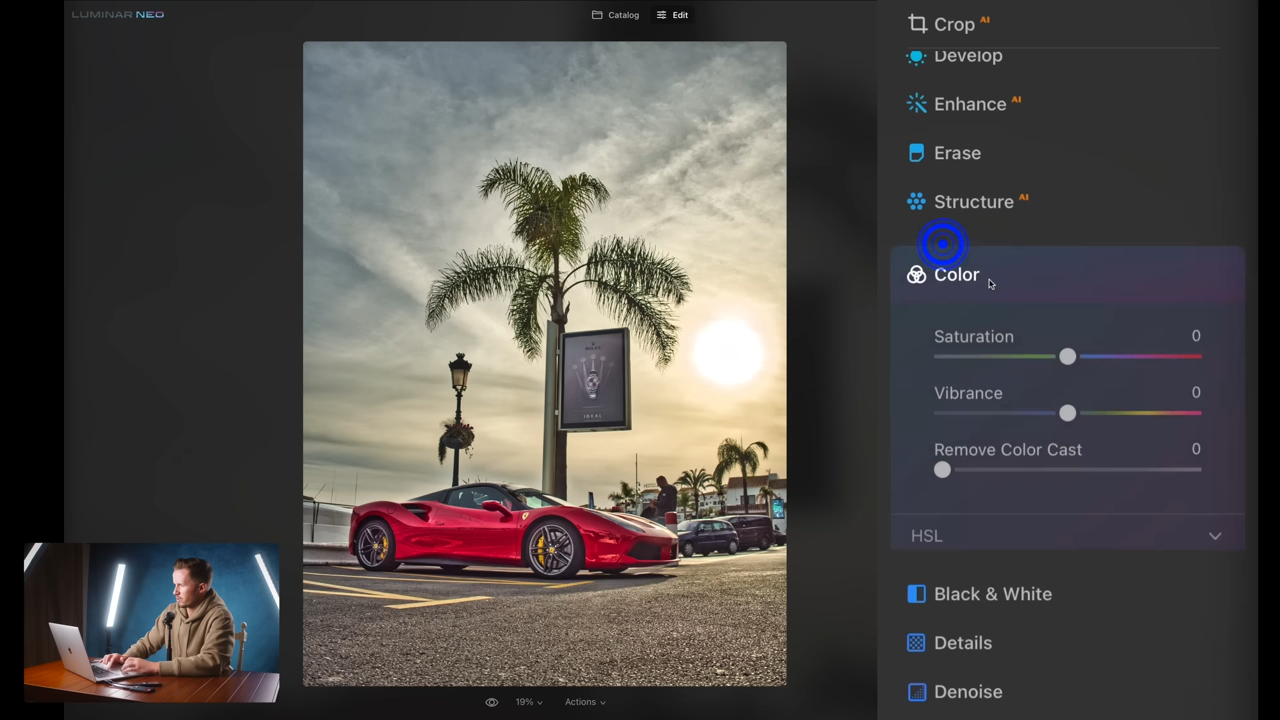 LUMINAR NEO
Catalog
Edit
Crop AI
Develop
Enhance AI
Erase
Structure AI
Color
Saturation 0
Vibrance 0
Remove Color Cast 0
HSL
Black & White
Details
Denoise
ROLEX
19%
Actions